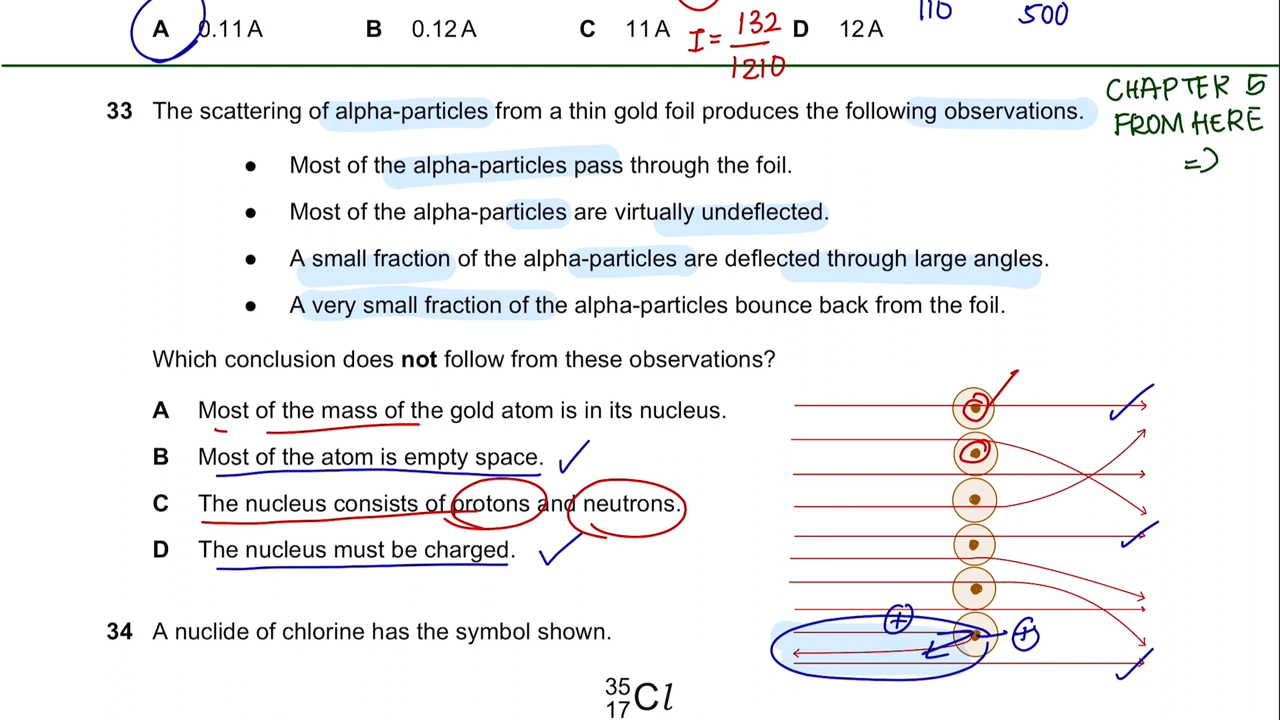 110 500
A 0.11 A B 0.12 A C 11 A I = 132/1210 D 12 A
CHAPTER 5
FROM HERE
=>
33 The scattering of alpha-particles from a thin gold foil produces the following observations.
• Most of the alpha-particles pass through the foil.
• Most of the alpha-particles are virtually undeflected.
• A small fraction of the alpha-particles are deflected through large angles.
• A very small fraction of the alpha-particles bounce back from the foil.
Which conclusion does not follow from these observations?
A Most of the mass of the gold atom is in its nucleus.
B Most of the atom is empty space.
C The nucleus consists of protons and neutrons.
D The nucleus must be charged.
+ +
34 A nuclide of chlorine has the symbol shown.
35
17 Cl